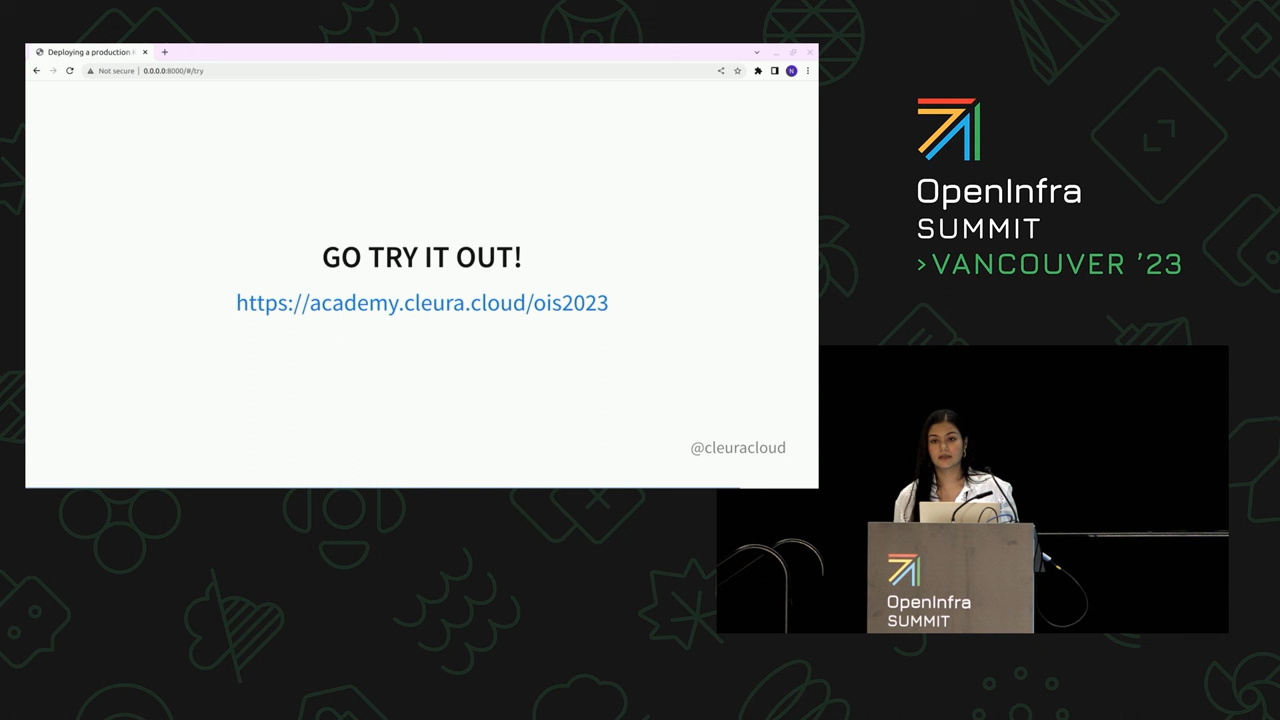 Deploying a production
Not secure
0.0.0.0:8000/#/try
N
GO TRY IT OUT!
https://academy.cleura.cloud/ois2023
@cleuracloud
OpenInfra
SUMMIT
>VANCOUVER '23
OpenInfra
SUMMIT